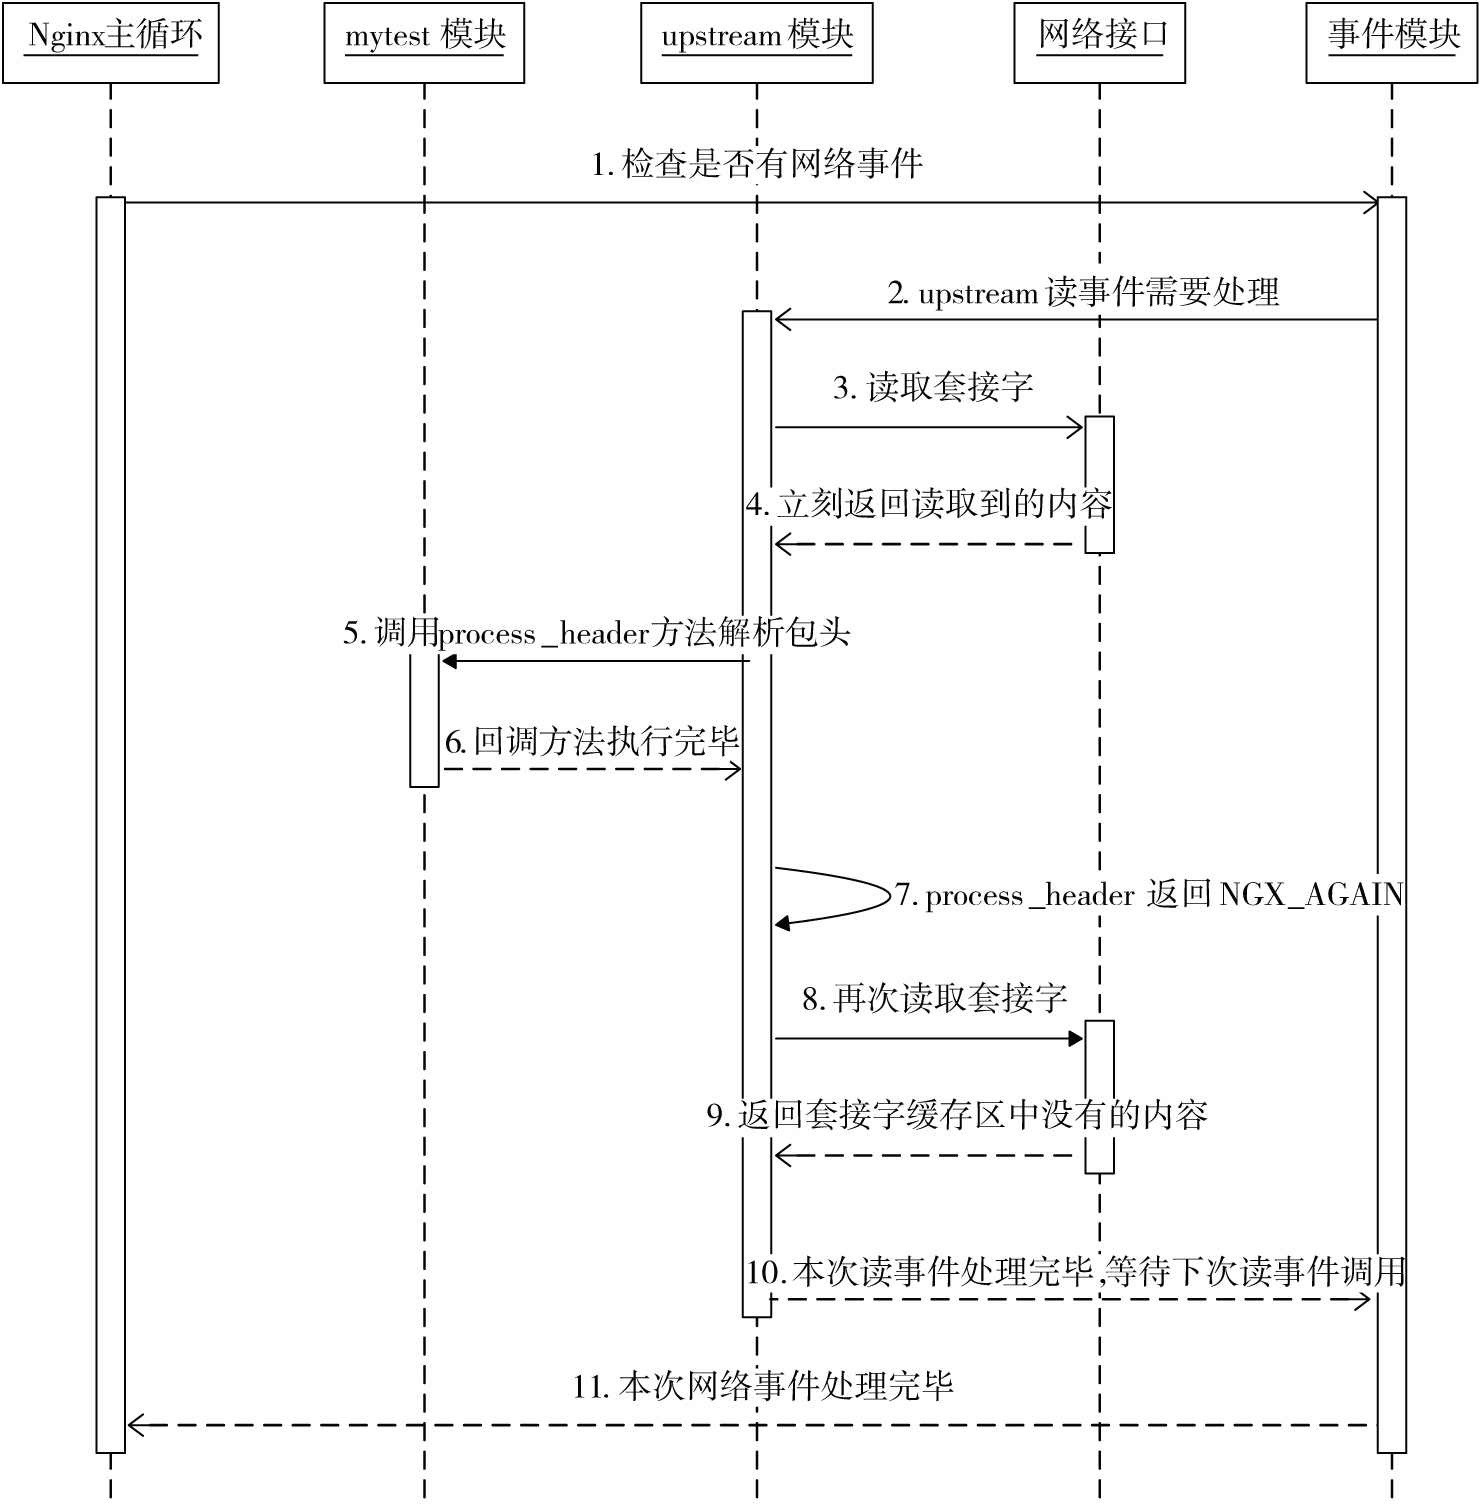 Nginx主循环
mytest 模块
upstream 模块
网络接口
事件模块
1. 检查是否有网络事件
2. upstream 读事件需要处理
3. 读取套接字
4. 立刻返回读取到的内容
5. 调用process_header方法解析包头
6. 回调方法执行完毕
7. process_header 返回 NGX_AGAIN
8. 再次读取套接字
9. 返回套接字缓存区中没有的内容
10. 本次读事件处理完毕,等待下次读事件调用
11. 本次网络事件处理完毕